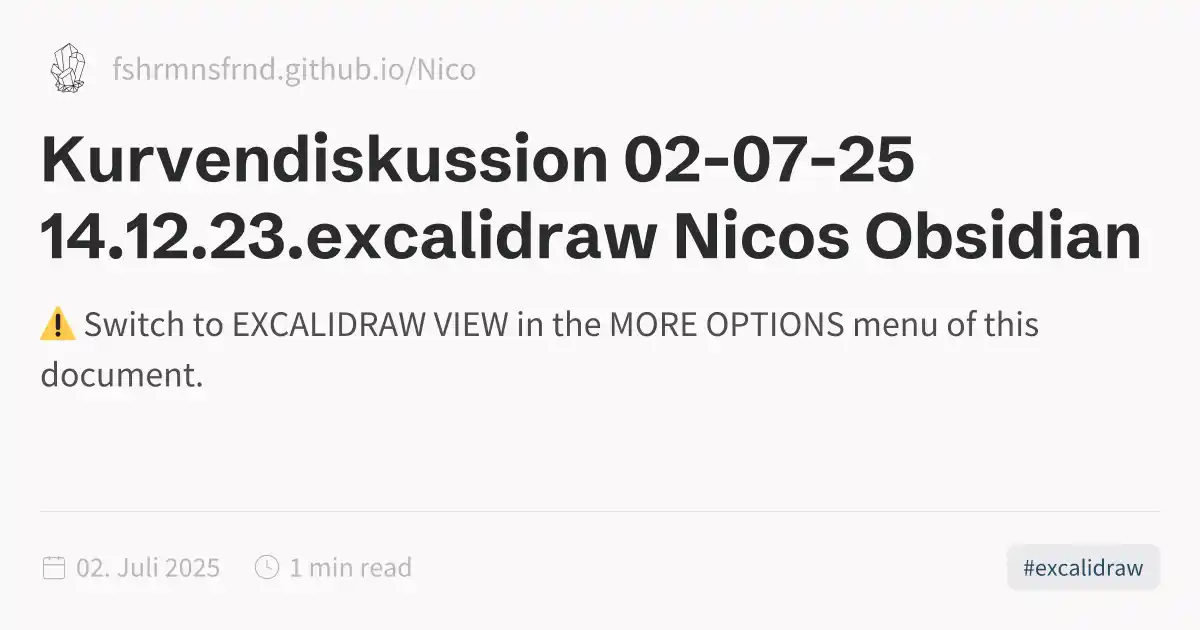 fshrmnsfrnd.github.io/Nico
Kurvendiskussion 02-07-25
14.12.23.excalidraw Nicos Obsidian
⚠️ Switch to EXCALIDRAW VIEW in the MORE OPTIONS menu of this
document.
02. Juli 2025
1 min read
#excalidraw